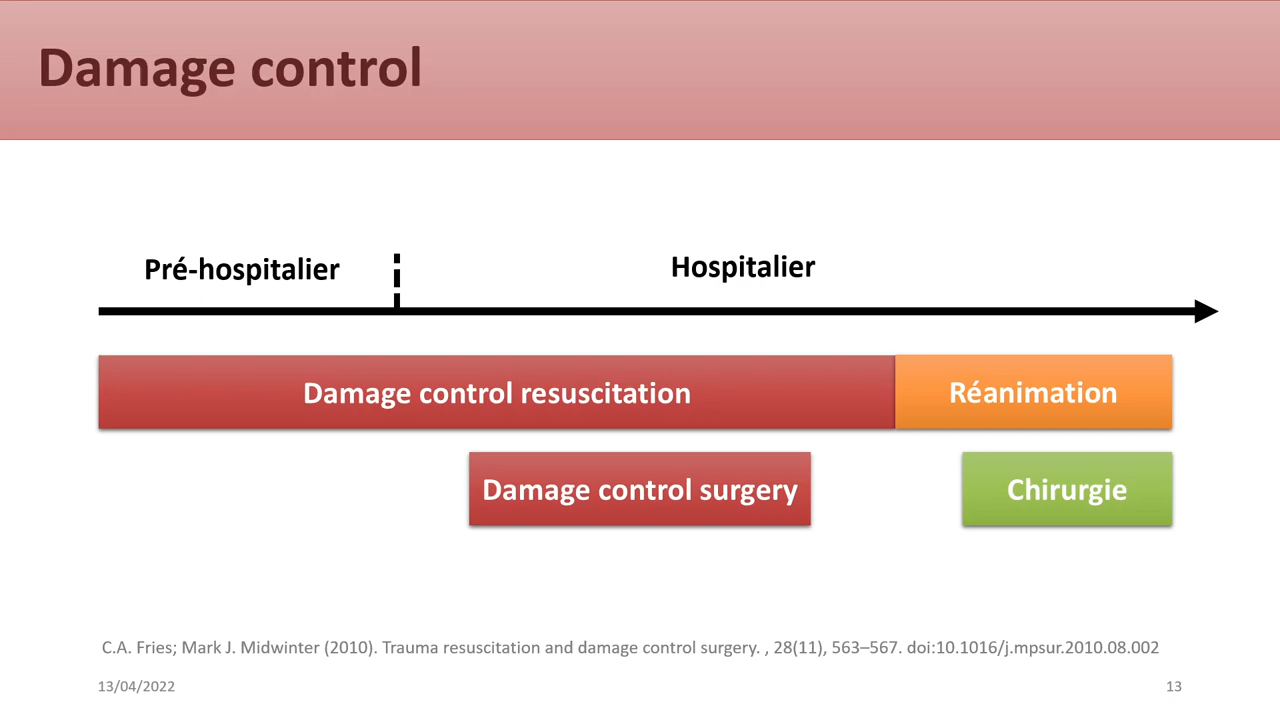 Damage control
Pré-hospitalier
Hospitalier
Damage control resuscitation
Réanimation
Damage control surgery
Chirurgie
C.A. Fries; Mark J. Midwinter (2010). Trauma resuscitation and damage control surgery. , 28(11), 563–567. doi:10.1016/j.mpsur.2010.08.002
13/04/2022
13